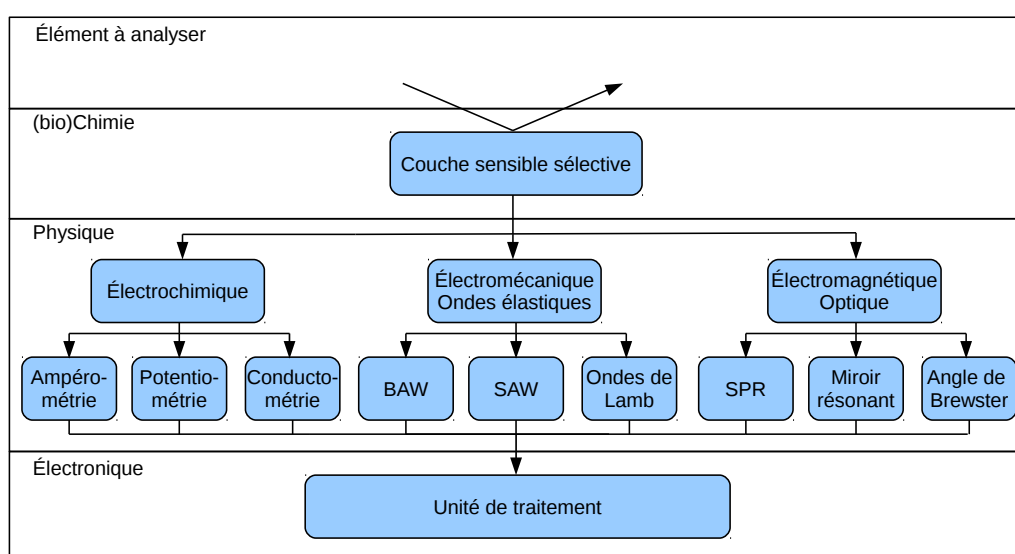 Élément à analyser
(bio)Chimie
Couche sensible sélective
Physique
Électrochimique
Électromécanique
Ondes élastiques
Électromagnétique
Optique
Ampéro-
métrie
Potentio-
métrie
Conducto-
métrie
BAW
SAW
Ondes de
Lamb
SPR
Miroir
résonant
Angle de
Brewster
Électronique
Unité de traitement